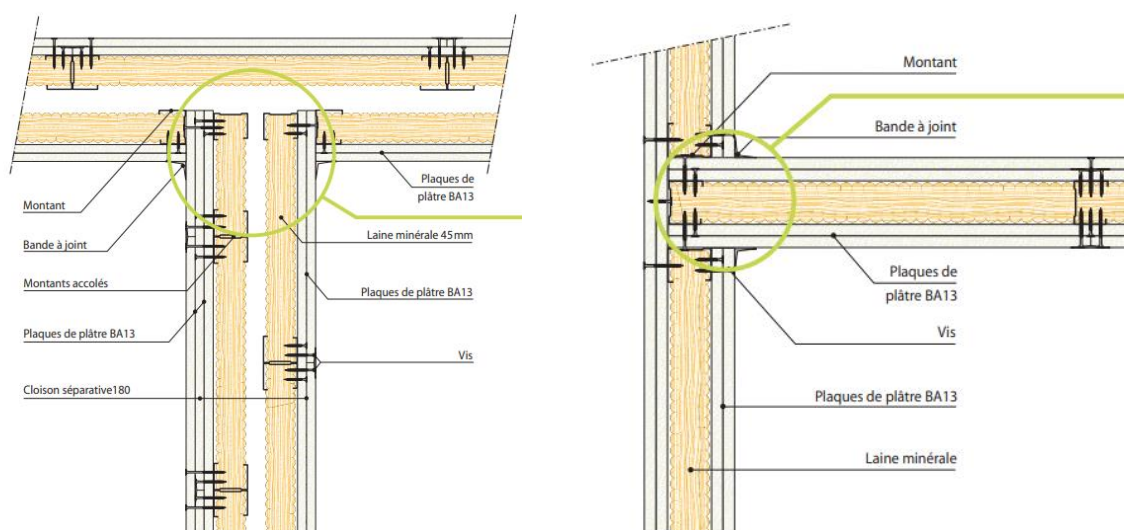 Montant
Bande à joint
Montants accolés
Plaques de plâtre BA13
Cloison séparative180
Plaques de
plâtre BA13
Laine minérale 45mm
Plaques de plâtre BA13
Vis
Montant
Bande à joint
Plaques de
plâtre BA13
Vis
Plaques de plâtre BA13
Laine minérale